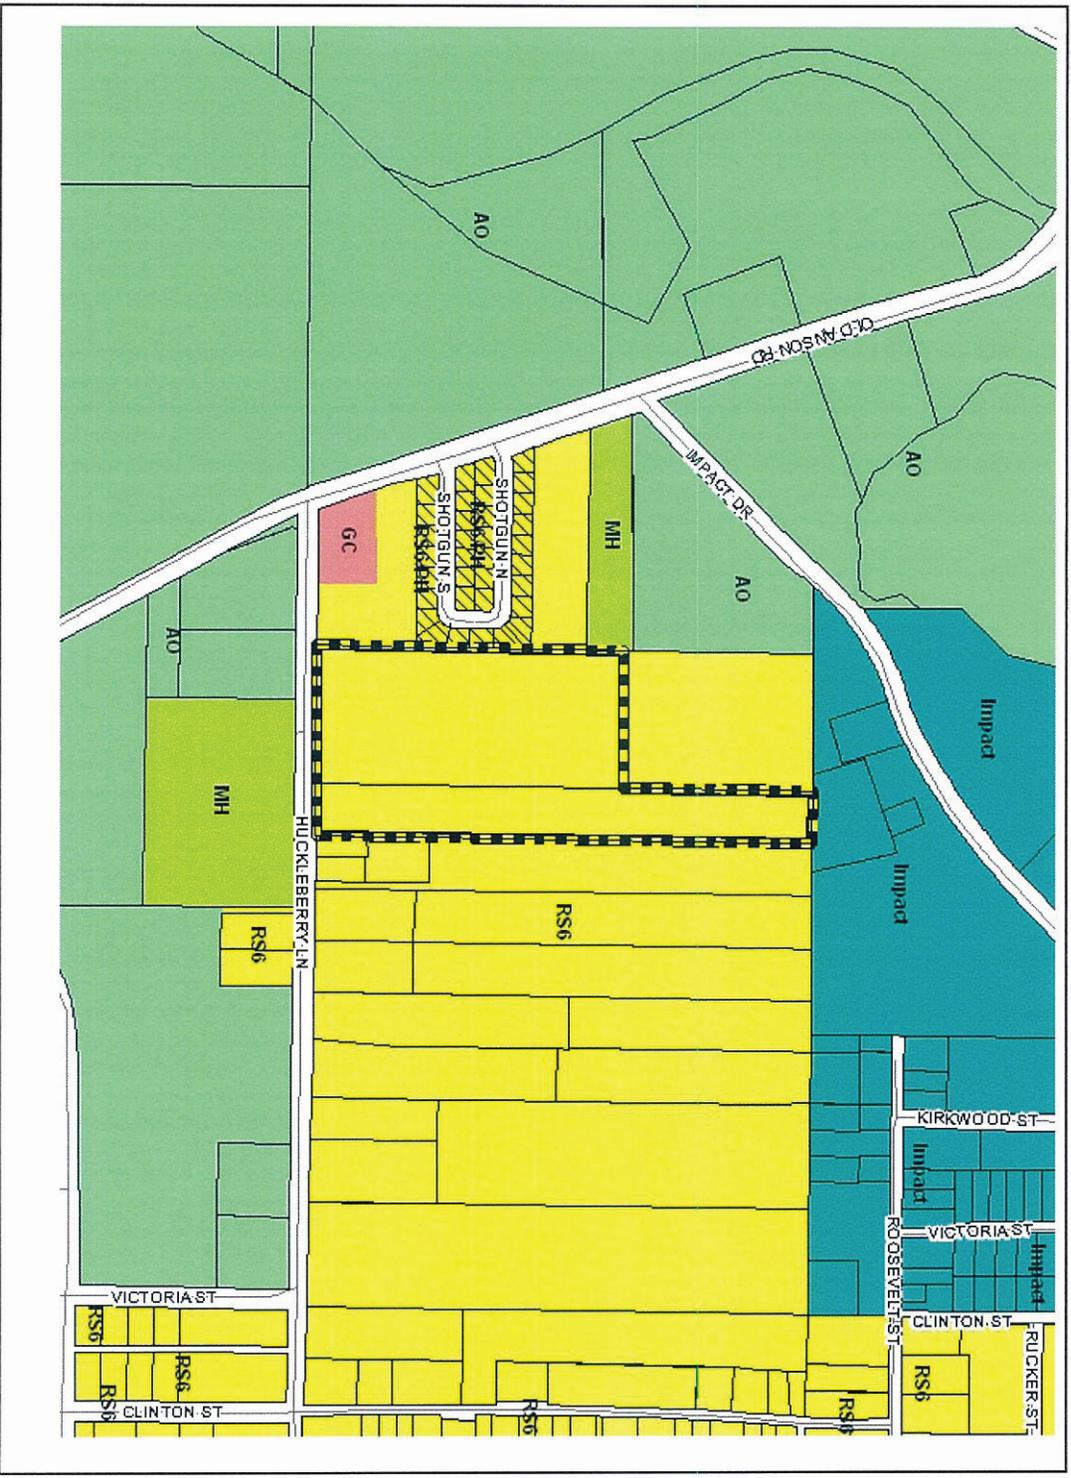 AO
OLD ANSON RD
AO
IMPACT DR
MH
AO
SHOTGUN N
SHOTGUN S
RS6/PH
GC
AO
Impact
MH
HUCKLEBERRY LN
Impact
RS6
RS6
KIRKWOOD ST
Impact
VICTORIA ST
ROOSEVELT ST
Impact
VICTORIA ST
CLINTON ST
RUCKER ST
RS6
RS6
RS6
RS6
RS6
RS6
CLINTON ST